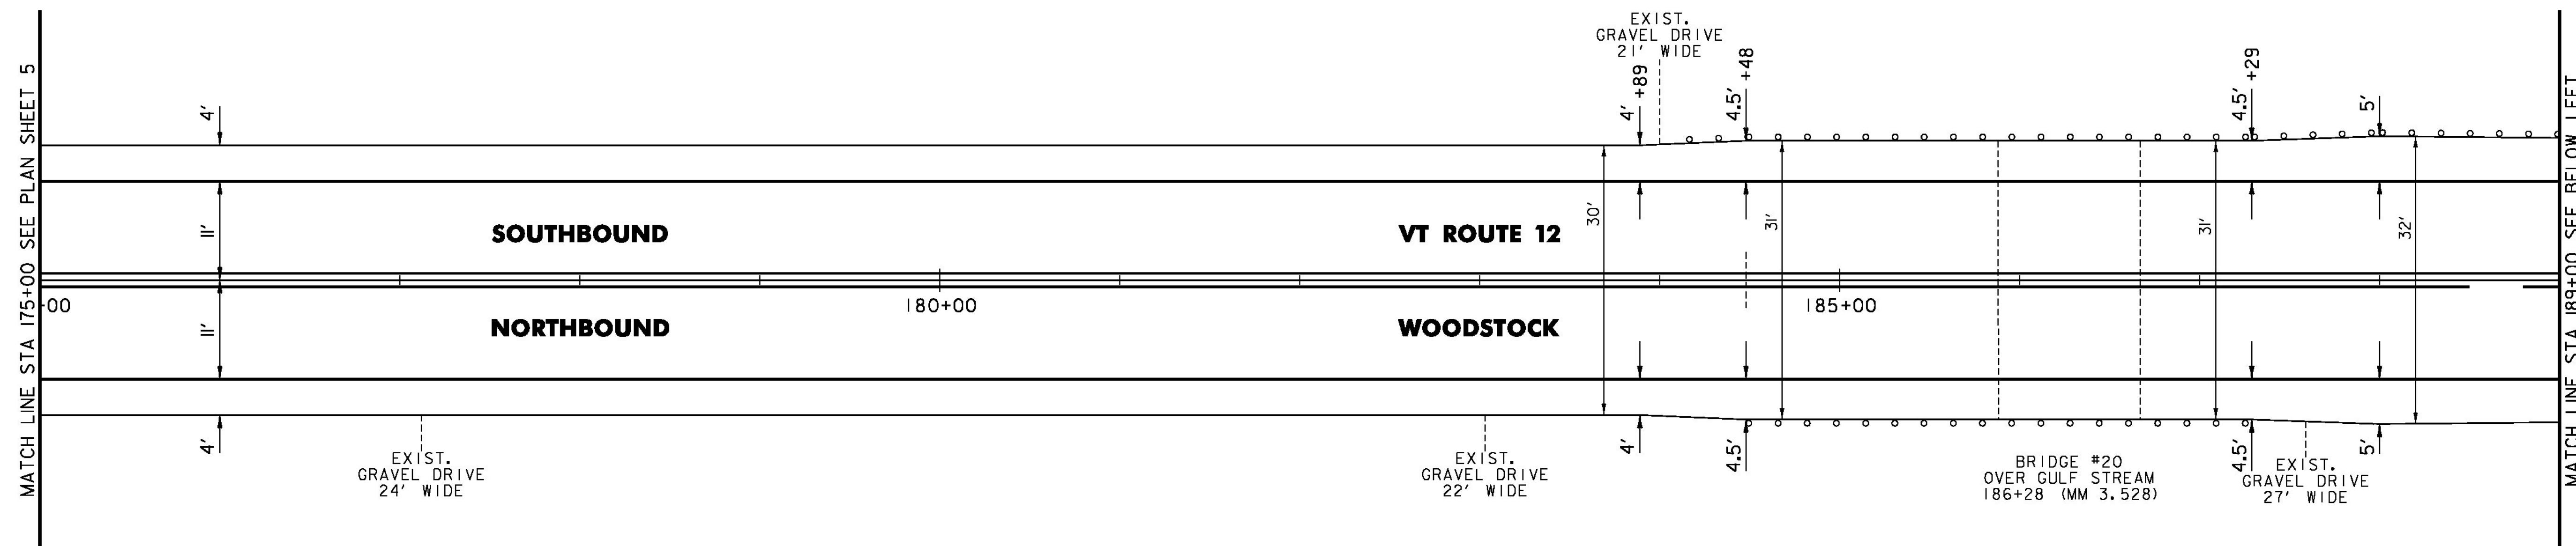 MATCH LINE STA 175+00 SEE PLAN SHEET 5
EXIST.
GRAVEL DRIVE
21' WIDE
4'
4' +89
4.5' +48
4.5' +29
5'
11'
SOUTHBOUND
VT ROUTE 12
30'
31'
31'
32'
+00
180+00
185+00
11'
NORTHBOUND
WOODSTOCK
4'
4'
4.5'
4.5'
5'
EXIST.
GRAVEL DRIVE
24' WIDE
EXIST.
GRAVEL DRIVE
22' WIDE
BRIDGE #20
OVER GULF STREAM
186+28 (MM 3.528)
EXIST.
GRAVEL DRIVE
27' WIDE
MATCH LINE STA 189+00 SEE BELOW LEFT